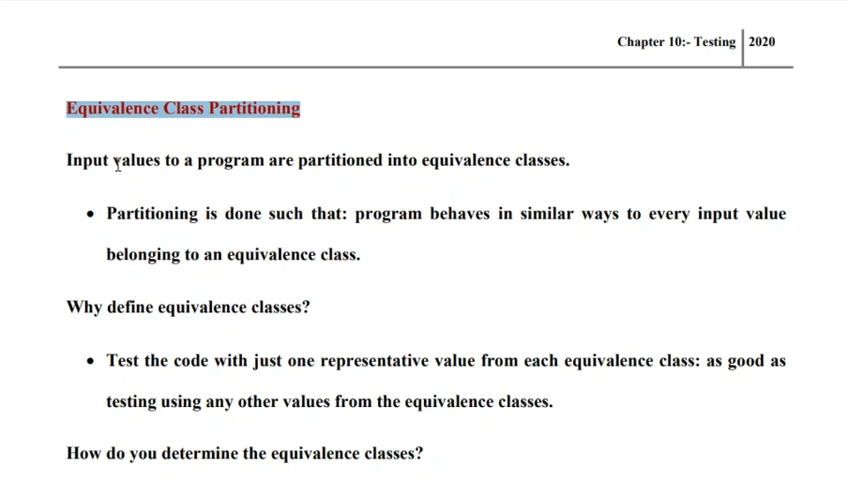 Chapter 10:- Testing 2020
Equivalence Class Partitioning
Input values to a program are partitioned into equivalence classes.
• Partitioning is done such that: program behaves in similar ways to every input value
belonging to an equivalence class.
Why define equivalence classes?
• Test the code with just one representative value from each equivalence class: as good as
testing using any other values from the equivalence classes.
How do you determine the equivalence classes?